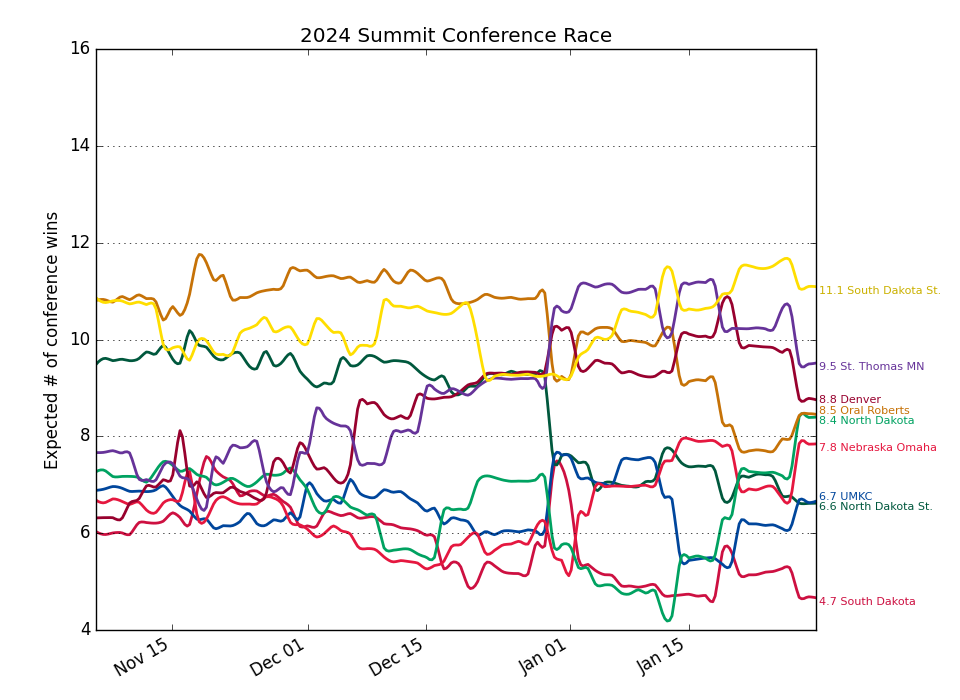 2024 Summit Conference Race
Expected # of conference wins
16
14
12
10
8
6
4
11.1 South Dakota St.
9.5 St. Thomas MN
8.8 Denver
8.5 Oral Roberts
8.4 North Dakota
7.8 Nebraska Omaha
6.7 UMKC
6.6 North Dakota St.
4.7 South Dakota
Nov 15
Dec 01
Dec 15
Jan 01
Jan 15